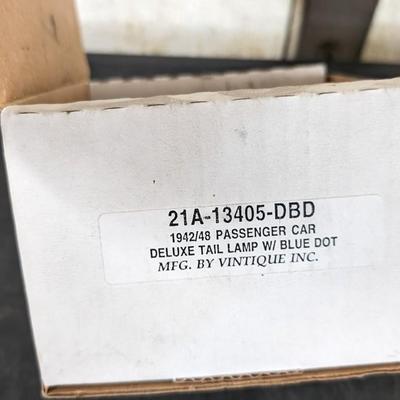 21A-13405-DBD
1942/48 PASSENGER CAR
DELUXE TAIL LAMP W/ BLUE DOT
MFG. BY VINTIQUE INC.